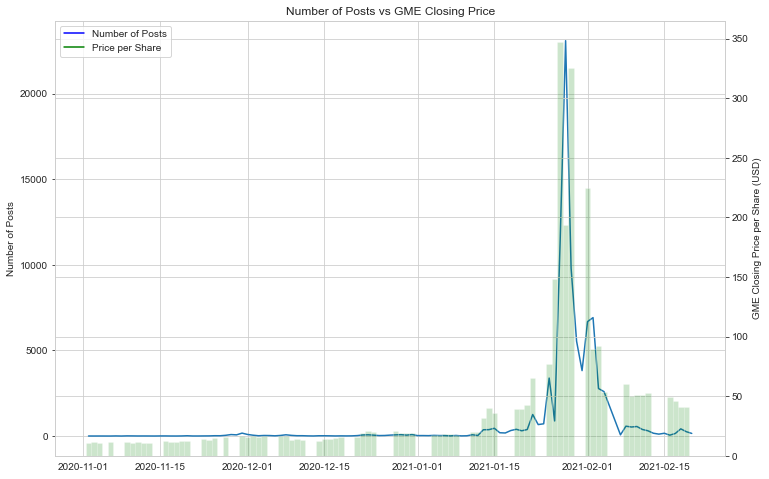 Number of Posts vs GME Closing Price
Number of Posts
Price per Share
Number of Posts
20000
15000
10000
5000
0
350
300
250
200
150
100
50
0
GME Closing Price per Share (USD)
2020-11-01 2020-11-15 2020-12-01 2020-12-15 2021-01-01 2021-01-15 2021-02-01 2021-02-15